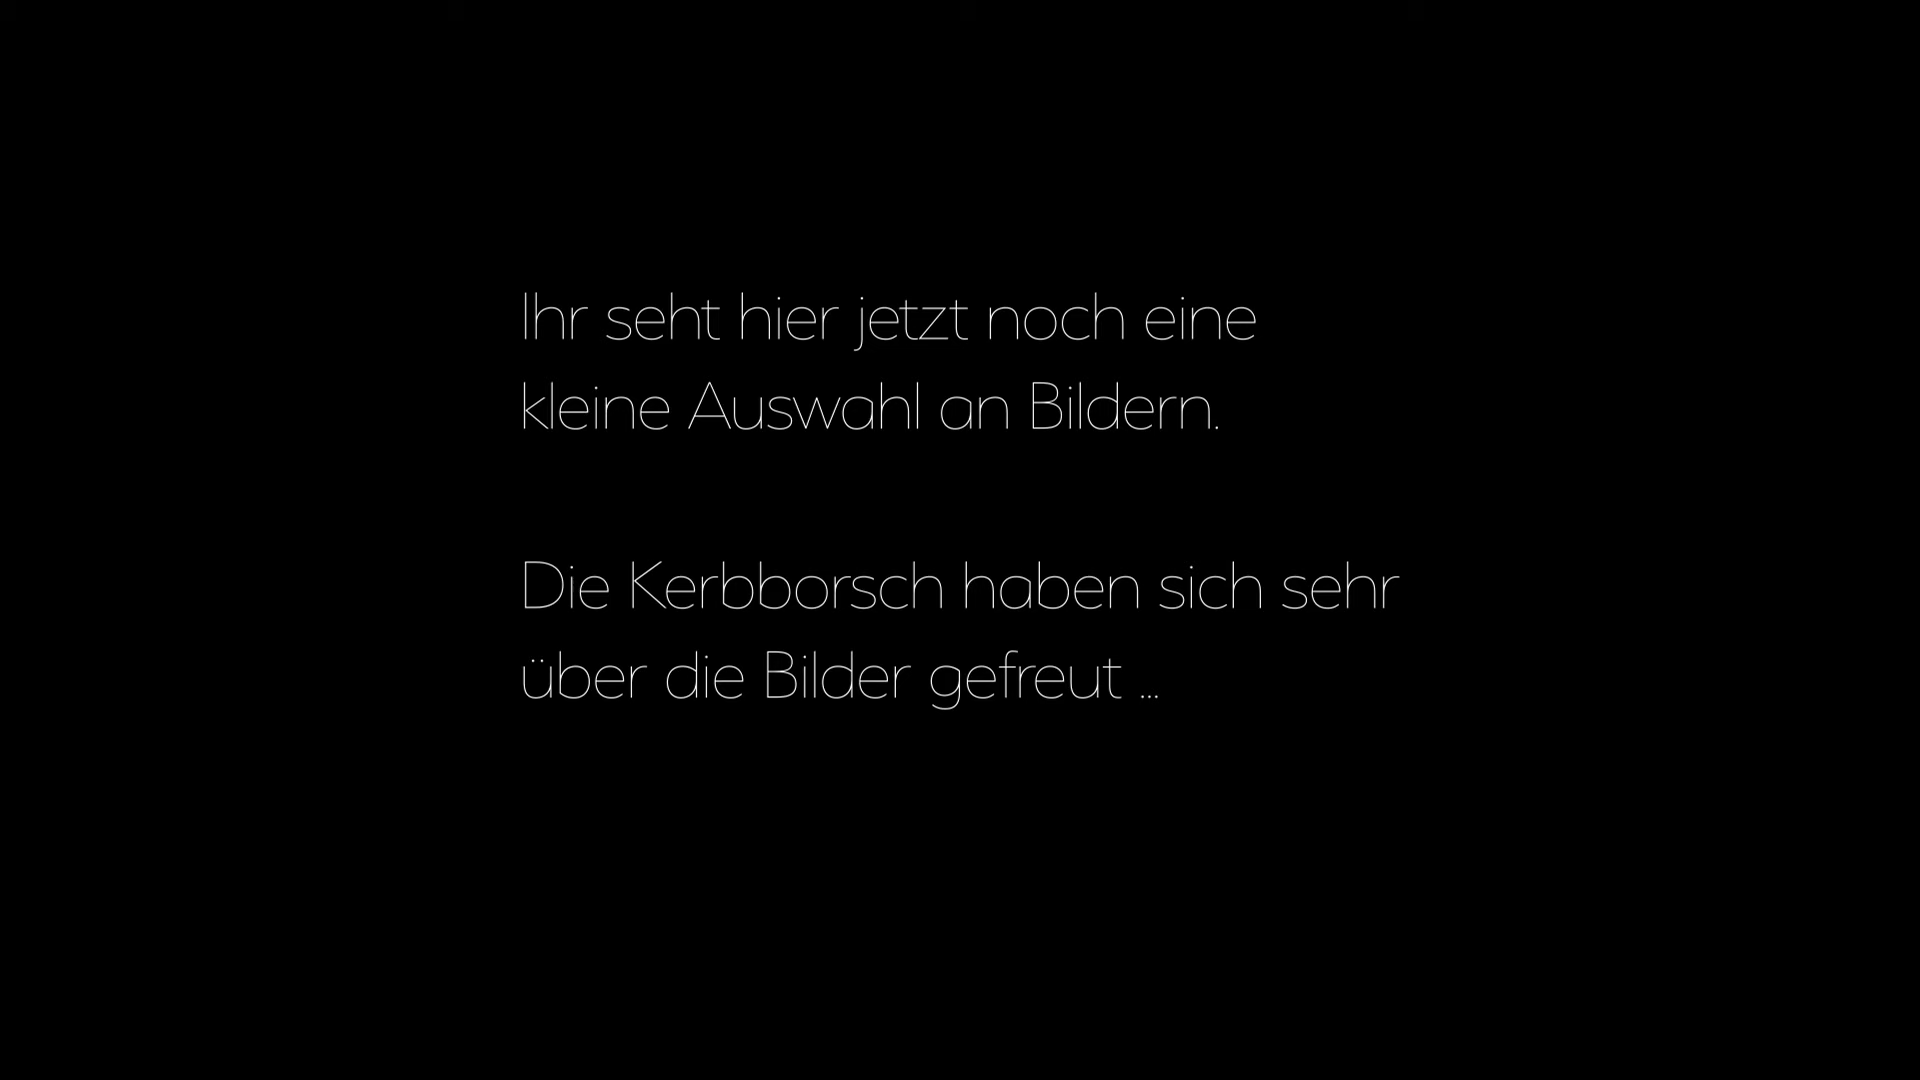 Ihr seht hier jetzt noch eine
kleine Auswahl an Bildern.
Die Kerbborsch haben sich sehr
über die Bilder gefreut ...